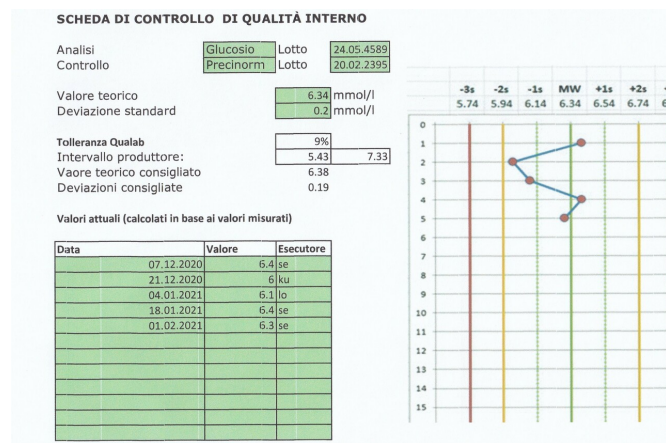 SCHEDA DI CONTROLLO DI QUALITÀ INTERNO
Analisi Glucosio Lotto 24.05.4589
Controllo Precinorm Lotto 20.02.2395
Valore teorico 6.34 mmol/l
Deviazione standard 0.2 mmol/l
Tolleranza Qualab 9%
Intervallo produttore: 5.43 7.33
Vaore teorico consigliato 6.38
Deviazioni consigliate 0.19
Valori attuali (calcolati in base ai valori misurati)
Data Valore Esecutore
07.12.2020 6.4 se
21.12.2020 6 ku
04.01.2021 6.1 lo
18.01.2021 6.4 se
01.02.2021 6.3 se
-3s -2s -1s MW +1s +2s
5.74 5.94 6.14 6.34 6.54 6.74
0
1
2
3
4
5
6
7
8
9
10
11
12
13
14
15